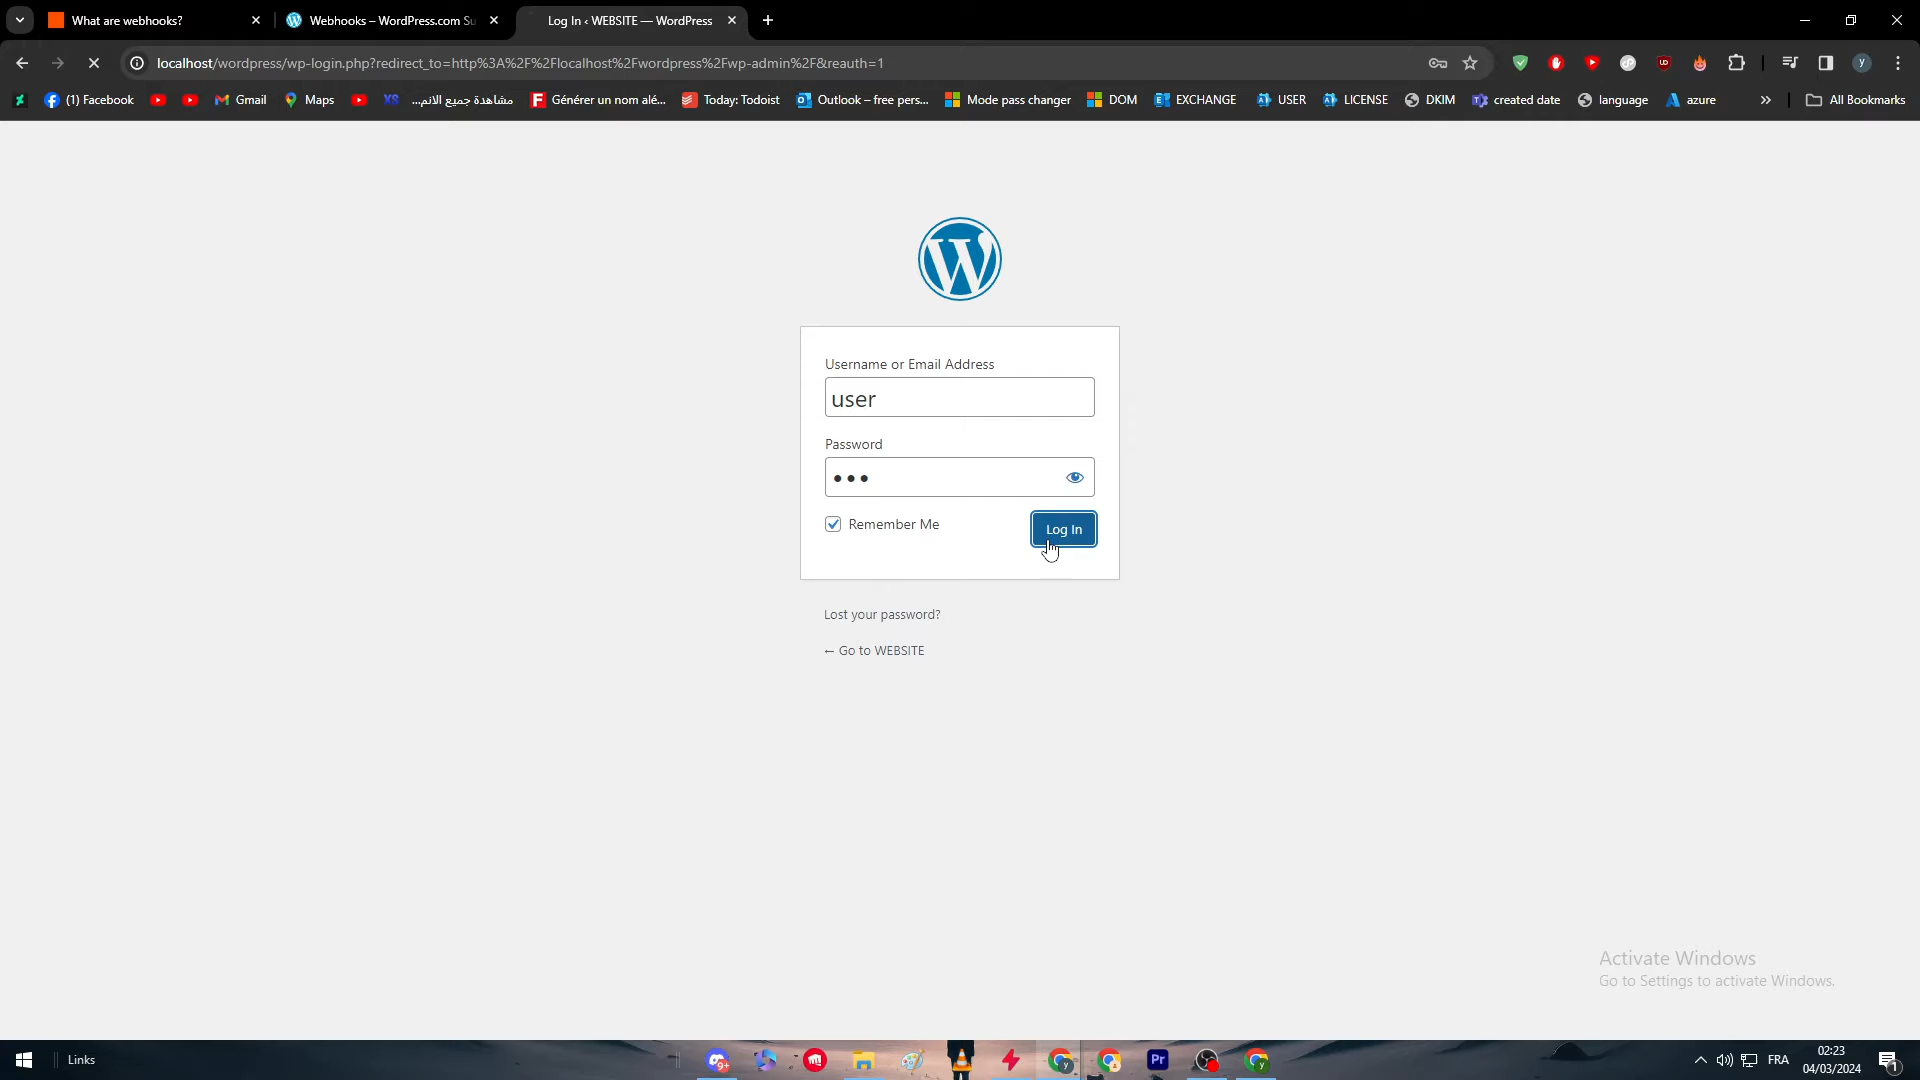 What are webhooks?
Webhooks – WordPress.com Su
Log In ‹ WEBSITE — WordPress
localhost/wordpress/wp-login.php?redirect_to=http%3A%2F%2Flocalhost%2Fwordpress%2Fwp-admin%2F&reauth=1
y
(1) Facebook
Gmail
Maps
XS
مشاهدة جميع الانم...
Générer un nom alé...
Today: Todoist
Outlook – free pers...
Mode pass changer
DOM
EXCHANGE
USER
LICENSE
DKIM
created date
language
azure
All Bookmarks
Username or Email Address
user
Password
Remember Me
Log In
Lost your password?
← Go to WEBSITE
Activate Windows
Go to Settings to activate Windows.
Links
9+
Pr
FRA
02:23
04/03/2024
1